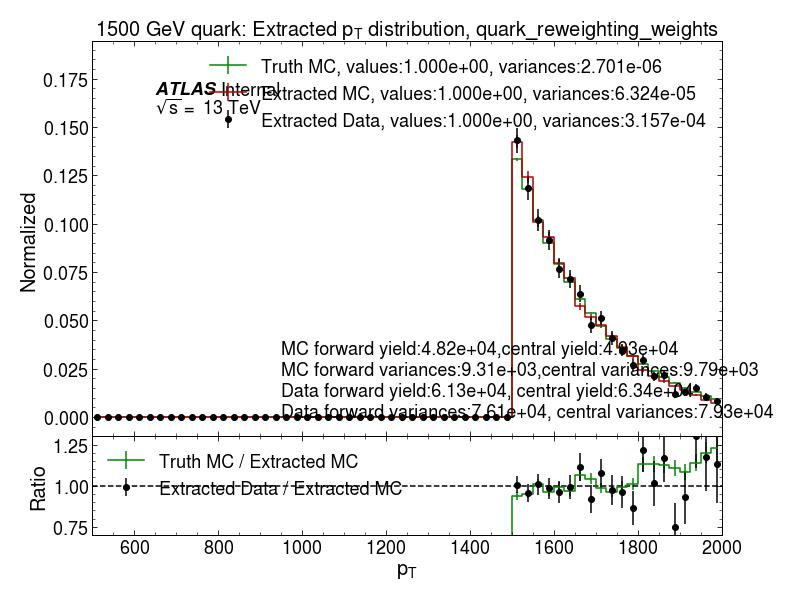 1500 GeV quark: Extracted pT distribution, quark_reweighting_weights
Truth MC, values:1.000e+00, variances:2.701e-06
ATLAS Internal
Extracted MC, values:1.000e+00, variances:6.324e-05
√s = 13 TeV
Extracted Data, values:1.000e+00, variances:3.157e-04
Normalized
0.175
0.150
0.125
0.100
0.075
0.050
0.025
0.000
MC forward yield:4.82e+04,central yield:4.93e+04
MC forward variances:9.31e+03,central variances:9.79e+03
Data forward yield:6.13e+04, central yield:6.34e+04
Data forward variances:7.61e+04, central variances:7.93e+04
Ratio
1.25
1.00
0.75
Truth MC / Extracted MC
Extracted Data / Extracted MC
600 800 1000 1200 1400 1600 1800 2000
pT